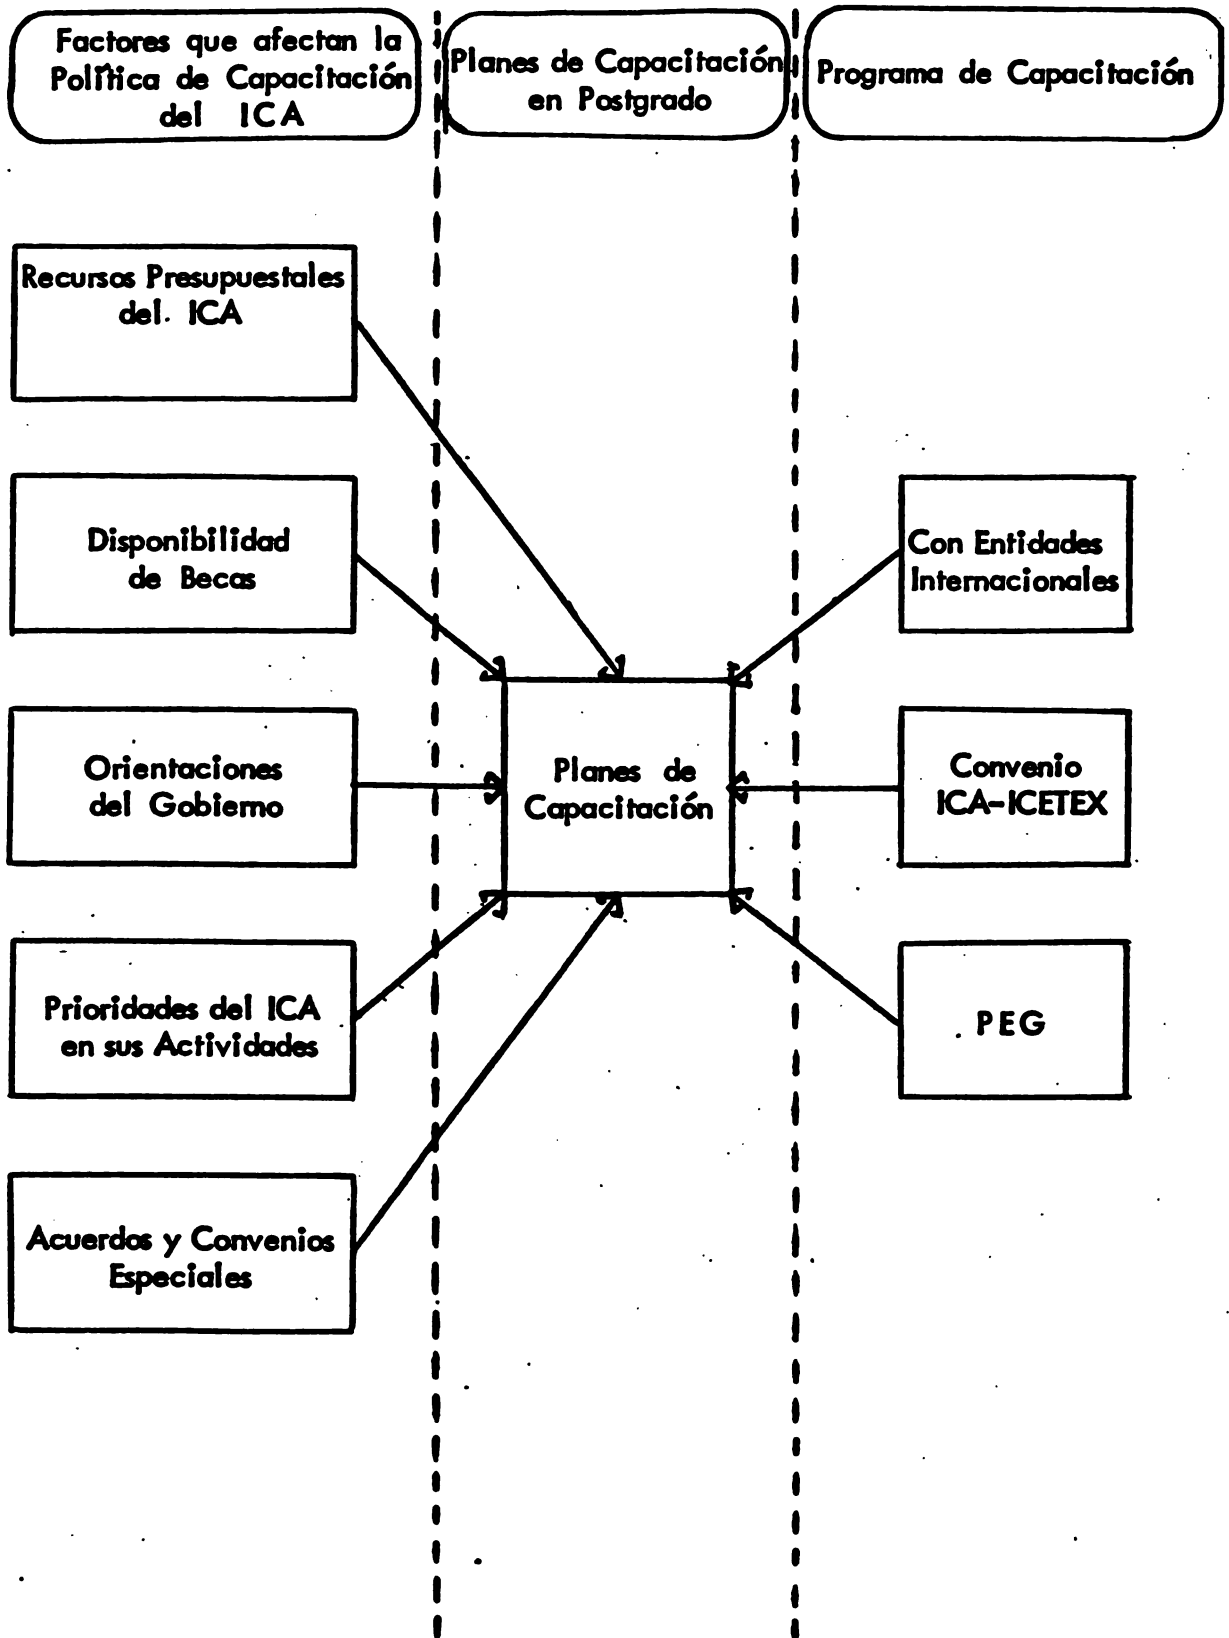 Factores que afectan la
Política de Capacitación
del ICA
Planes de Capacitación
en Postgrado
Programa de Capacitación
Recursos Presupuestales
del. ICA
Disponibilidad
de Becas
Orientaciones
del Gobierno
Prioridades del ICA
en sus Actividades
Acuerdos y Convenios
Especiales
Planes de
Capacitación
Con Entidades
Internacionales
Convenio
ICA-ICETEX
PEG